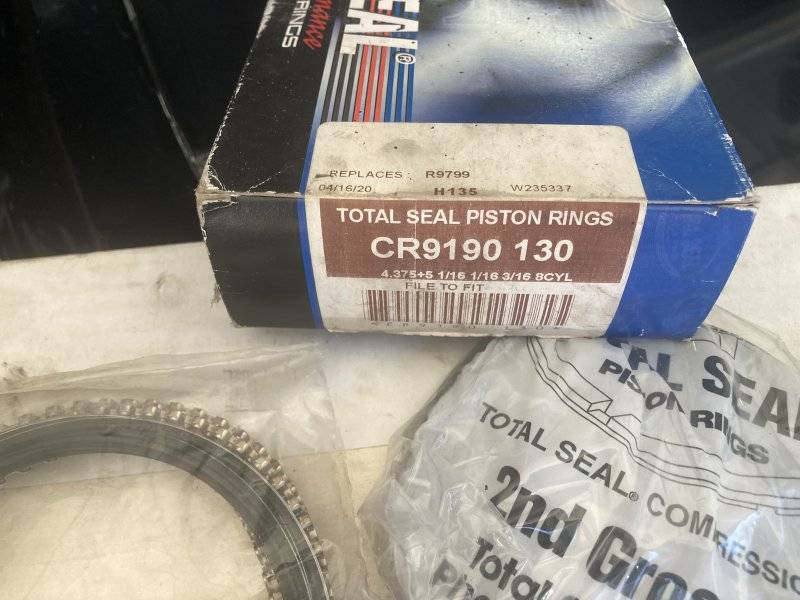 SEAL®
RINGS
REPLACES R9799
04/16/20 H135 W235337
TOTAL SEAL PISTON RINGS
CR9190 130
4.375+5 1/16 1/16 3/16 8CYL
FILE TO FIT
SEAL
PISTON RINGS
TOTAL SEAL® COMPRESSI
2nd Groo
Total